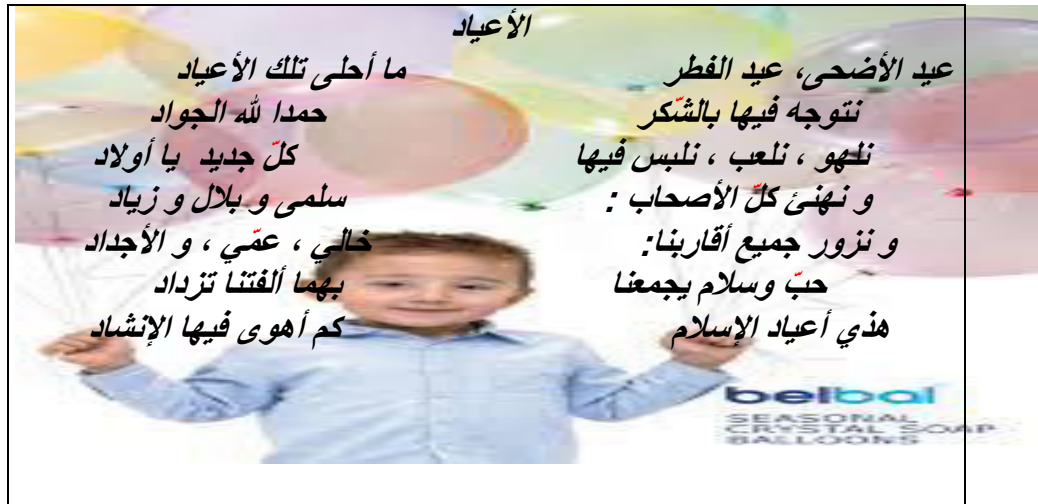 الأعياد
عيد الأضحى، عيد الفطر ما أحلى تلك الأعياد
نتوجه فيها بالشّكر حمدا لله الجواد
نلهو ، نلعب ، نلبس فيها كلّ جديد يا أولاد
و نهنئ كلّ الأصحاب : سلمى و بلال و زياد
و نزور جميع أقاربنا: خالي ، عمّي ، و الأجداد
حبّ وسلام يجمعنا بهما ألفتنا تزداد
هذي أعياد الإسلام كم أهوى فيها الإنشاد
belbal
SEASONAL
CRYSTAL SOAP
BALLOONS